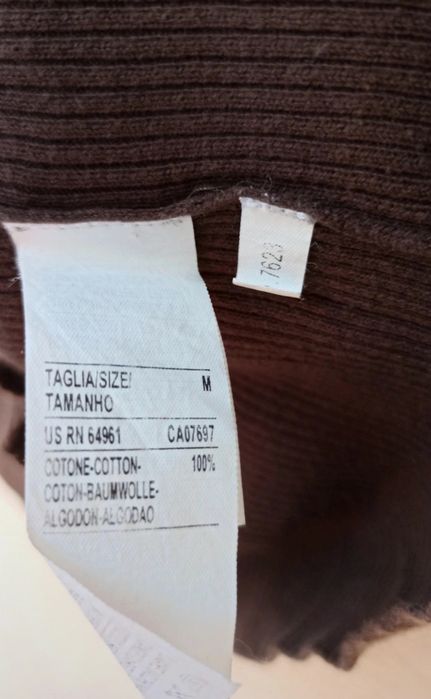 TAGLIA/SIZE/ M
TAMANHO
US RN 64961 CA07697
COTONE-COTTON- 100%
COTON-BAUMWOLLE-
ALGODON-ALGODAO